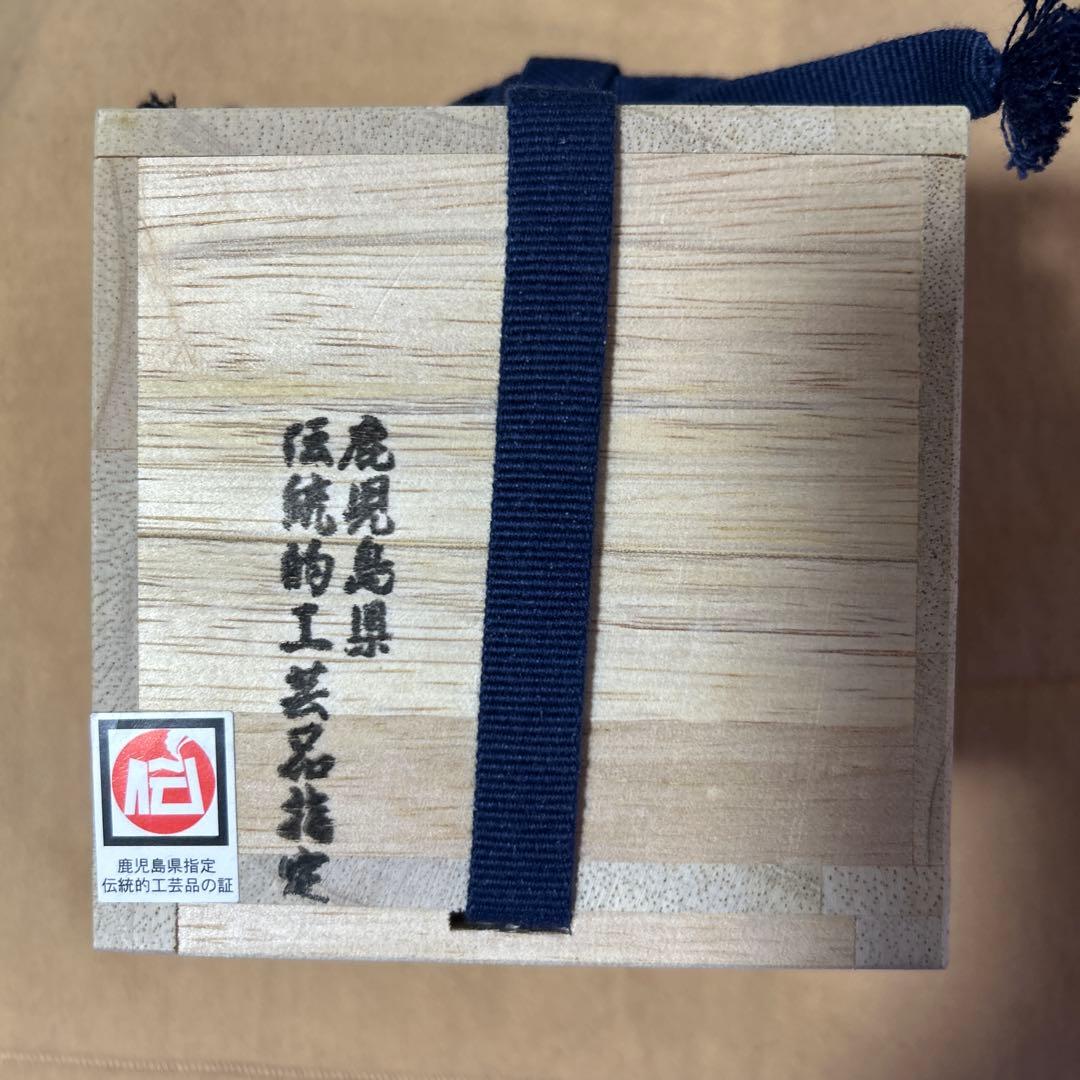 鹿児島県
伝統的工芸品指定
伝
鹿児島県指定
伝統的工芸品の証